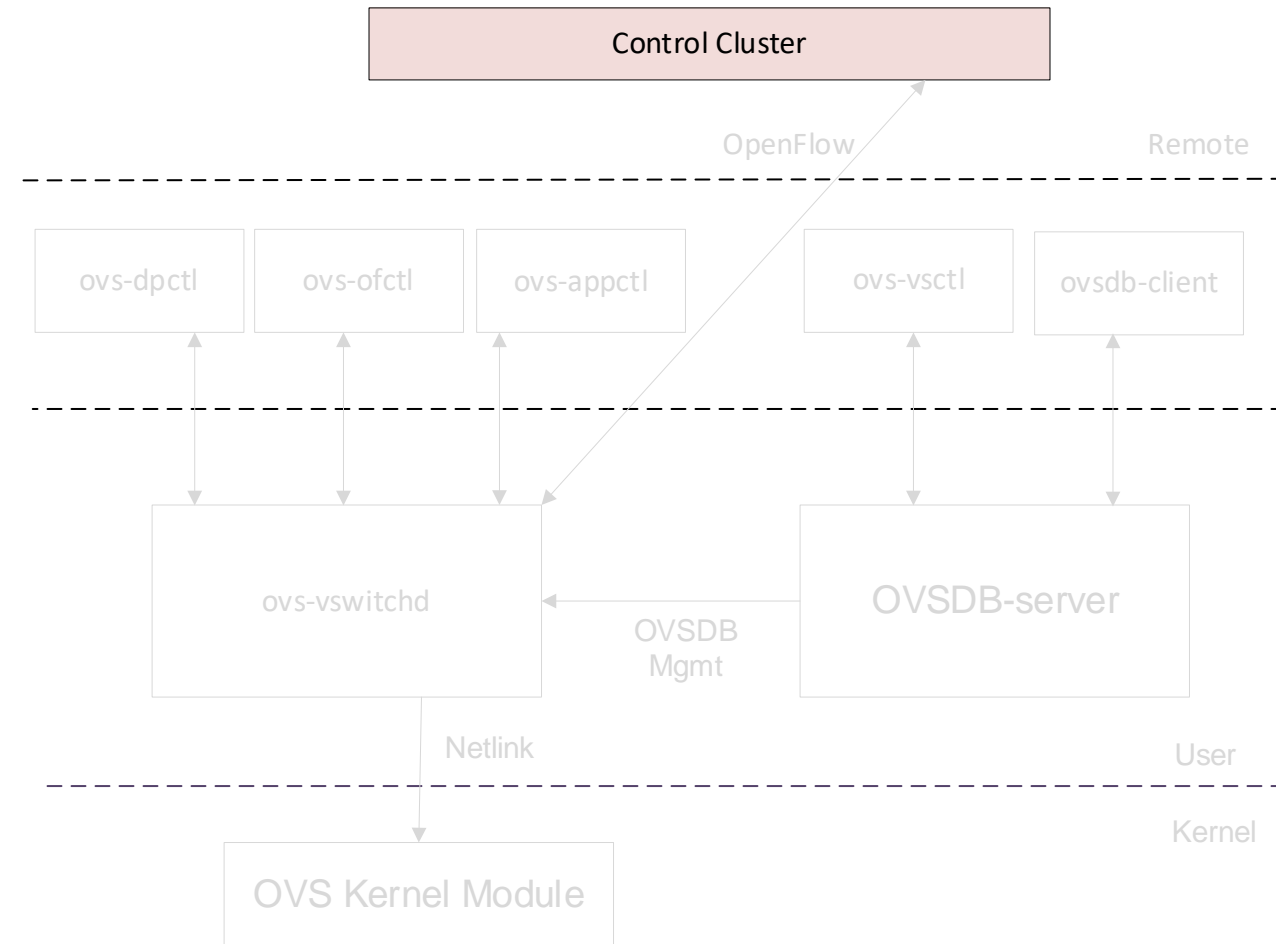 Control Cluster
OpenFlow
Remote
ovs-dpctl
ovs-ofctl
ovs-appctl
ovs-vsctl
ovsdb-client
ovs-vswitchd
OVSDB-server
OVSDB
Mgmt
Netlink
User
Kernel
OVS Kernel Module